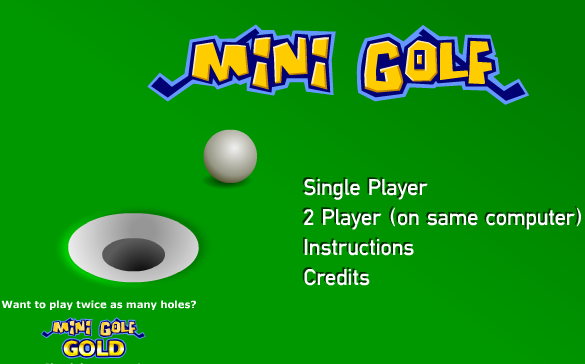 MINI GOLF
Single Player
2 Player (on same computer)
Instructions
Credits
Want to play twice as many holes?
MINI GOLF
GOLD